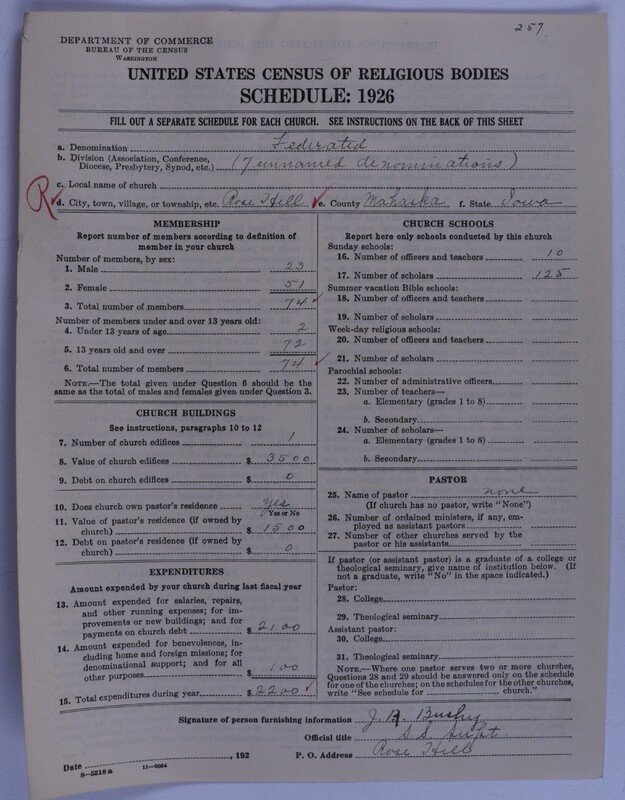 257
DEPARTMENT OF COMMERCE
BUREAU OF THE CENSUS
WASHINGTON
UNITED STATES CENSUS OF RELIGIOUS BODIES
SCHEDULE: 1926
FILL OUT A SEPARATE SCHEDULE FOR EACH CHURCH. SEE INSTRUCTIONS ON THE BACK OF THIS SHEET
a. Denomination Federated
b. Division (Association, Conference, Diocese, Presbytery, Synod, etc.) (7 unnamed denominations)
c. Local name of church
R d. City, town, village, or township, etc. Rose Hill e. County Mahaska f. State Iowa
MEMBERSHIP
Report number of members according to definition of
member in your church
Number of members, by sex:
1. Male 23
2. Female 51
3. Total number of members 74
Number of members under and over 13 years old:
4. Under 13 years of age 2
5. 13 years old and over 72
6. Total number of members 74
NOTE.—The total given under Question 6 should be
same as the total of males and females given under Question 3.
CHURCH BUILDINGS
See instructions, paragraphs 10 to 12
7. Number of church edifices 1
8. Value of church edifices $ 3500
9. Debt on church edifices $ 0
10. Does church own pastor's residence Yes
Yes or No
11. Value of pastor's residence (if owned by
church) $ 1500
12. Debt on pastor's residence (if owned by
church) $ 0
EXPENDITURES
Amount expended by your church during last fiscal year
13. Amount expended for salaries, repairs,
and other running expenses; for im-
provements or new buildings; and for
payments on church debt $ 2100
14. Amount expended for benevolences, in-
cluding home and foreign missions; for
denominational support; and for all
other purposes $ 100
15. Total expenditures during year $ 2200
CHURCH SCHOOLS
Report here only schools conducted by this church
Sunday schools:
16. Number of officers and teachers 10
17. Number of scholars 125
Summer vacation Bible schools:
18. Number of officers and teachers
19. Number of scholars
Week-day religious schools:
20. Number of officers and teachers
21. Number of scholars
Parochial schools:
22. Number of administrative officers
23. Number of teachers—
a. Elementary (grades 1 to 8)
b. Secondary
24. Number of scholars—
a. Elementary (grades 1 to 8)
b. Secondary
PASTOR
25. Name of pastor none
(If church has no pastor, write "None")
26. Number of ordained ministers, if any, em-
ployed as assistant pastors
27. Number of other churches served by the
pastor or his assistants
If pastor (or assistant pastor) is a graduate of a college or
theological seminary, give name of institution below. (If
not a graduate, write "No" in the space indicated.)
Pastor:
28. College
29. Theological seminary
Assistant pastor:
30. College
31. Theological seminary
NOTE.—Where one pastor serves two or more churches,
Questions 28 and 29 should be answered only on the schedule
for one of the churches; on the schedules for the other churches,
write "See schedule for church."
Signature of person furnishing information J. R. Busby
Official title S S Supt.
Date , 192 P. O. Address Rose Hill
8-5518a 11-9084